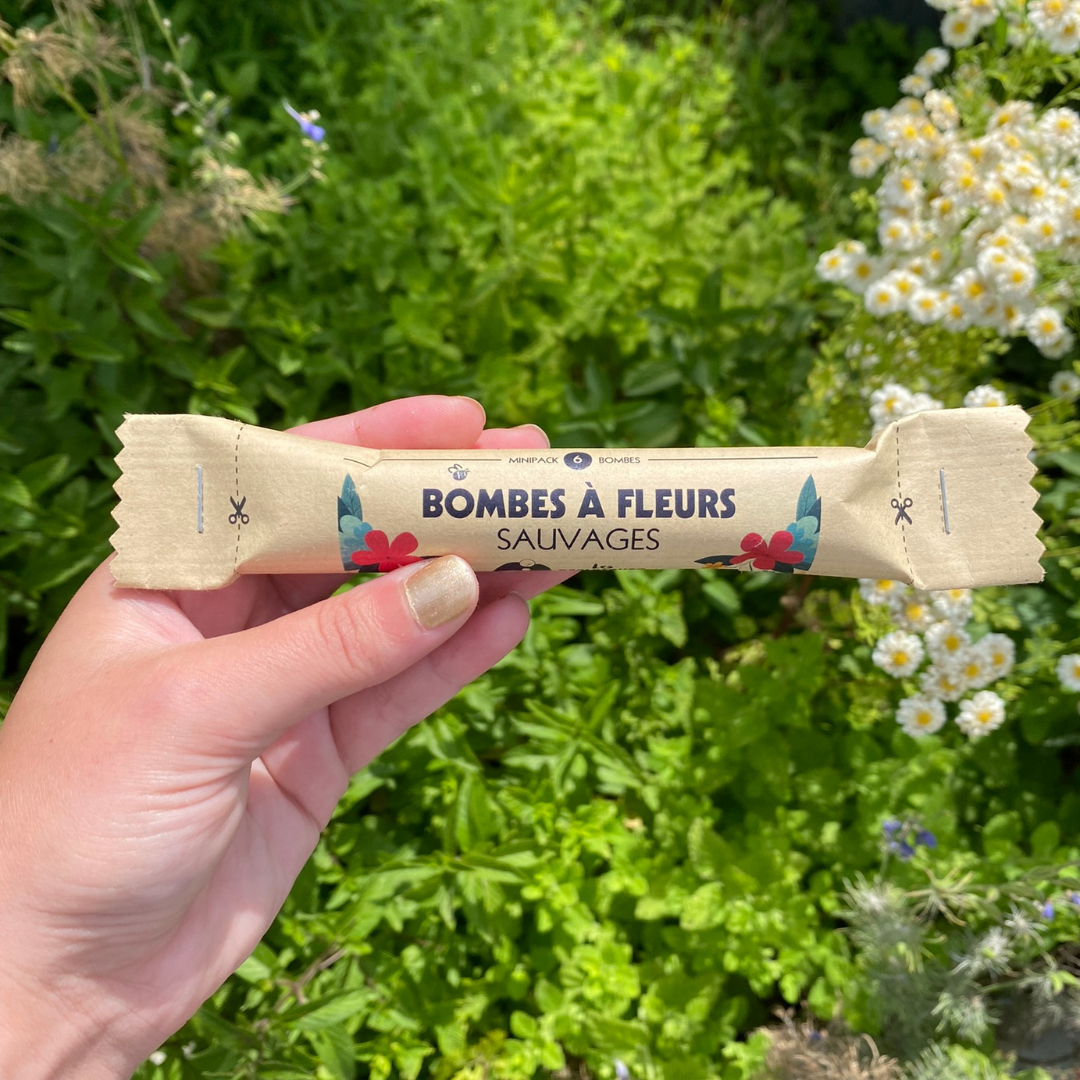 MINIPACK 6 BOMBES
BOMBES À FLEURS
SAUVAGES